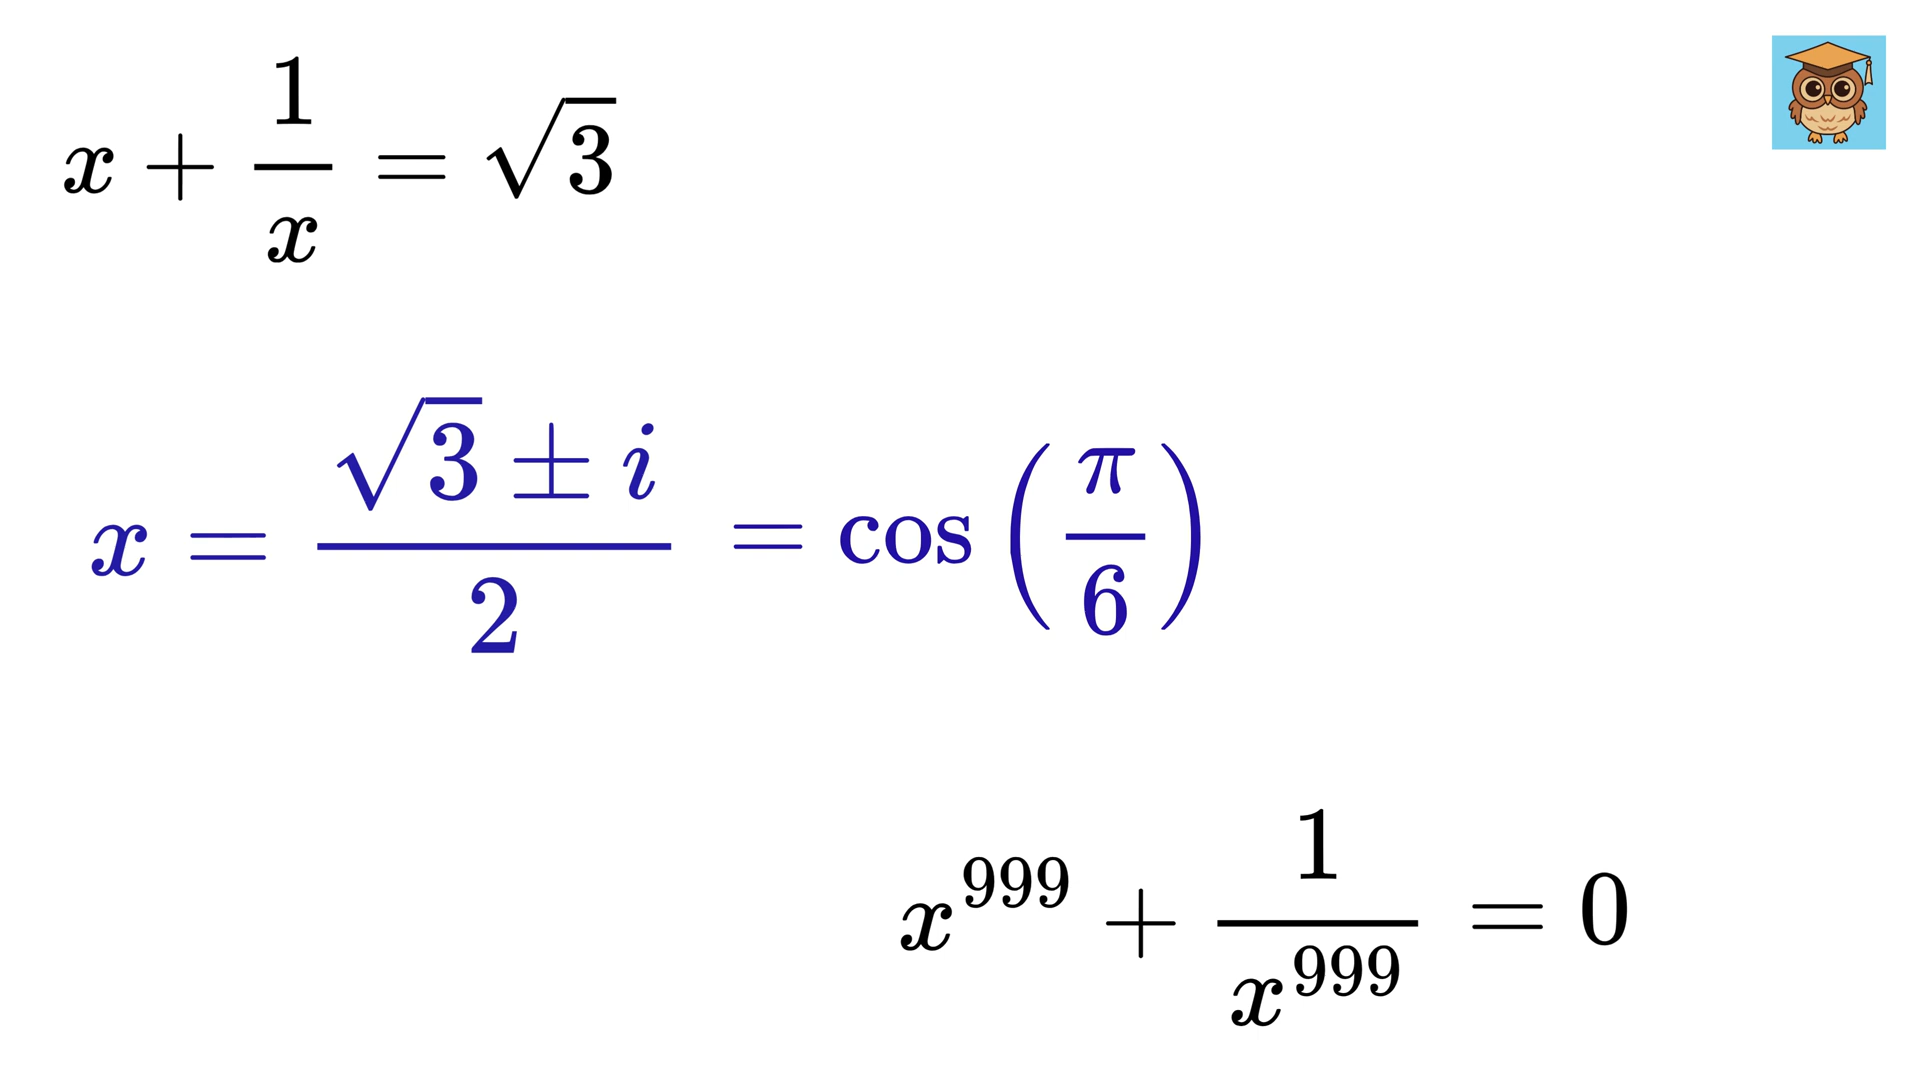 x + 1/x = √3
x = (√3 ± i)/2 = cos(π/6)
x^999 + 1/x^999 = 0